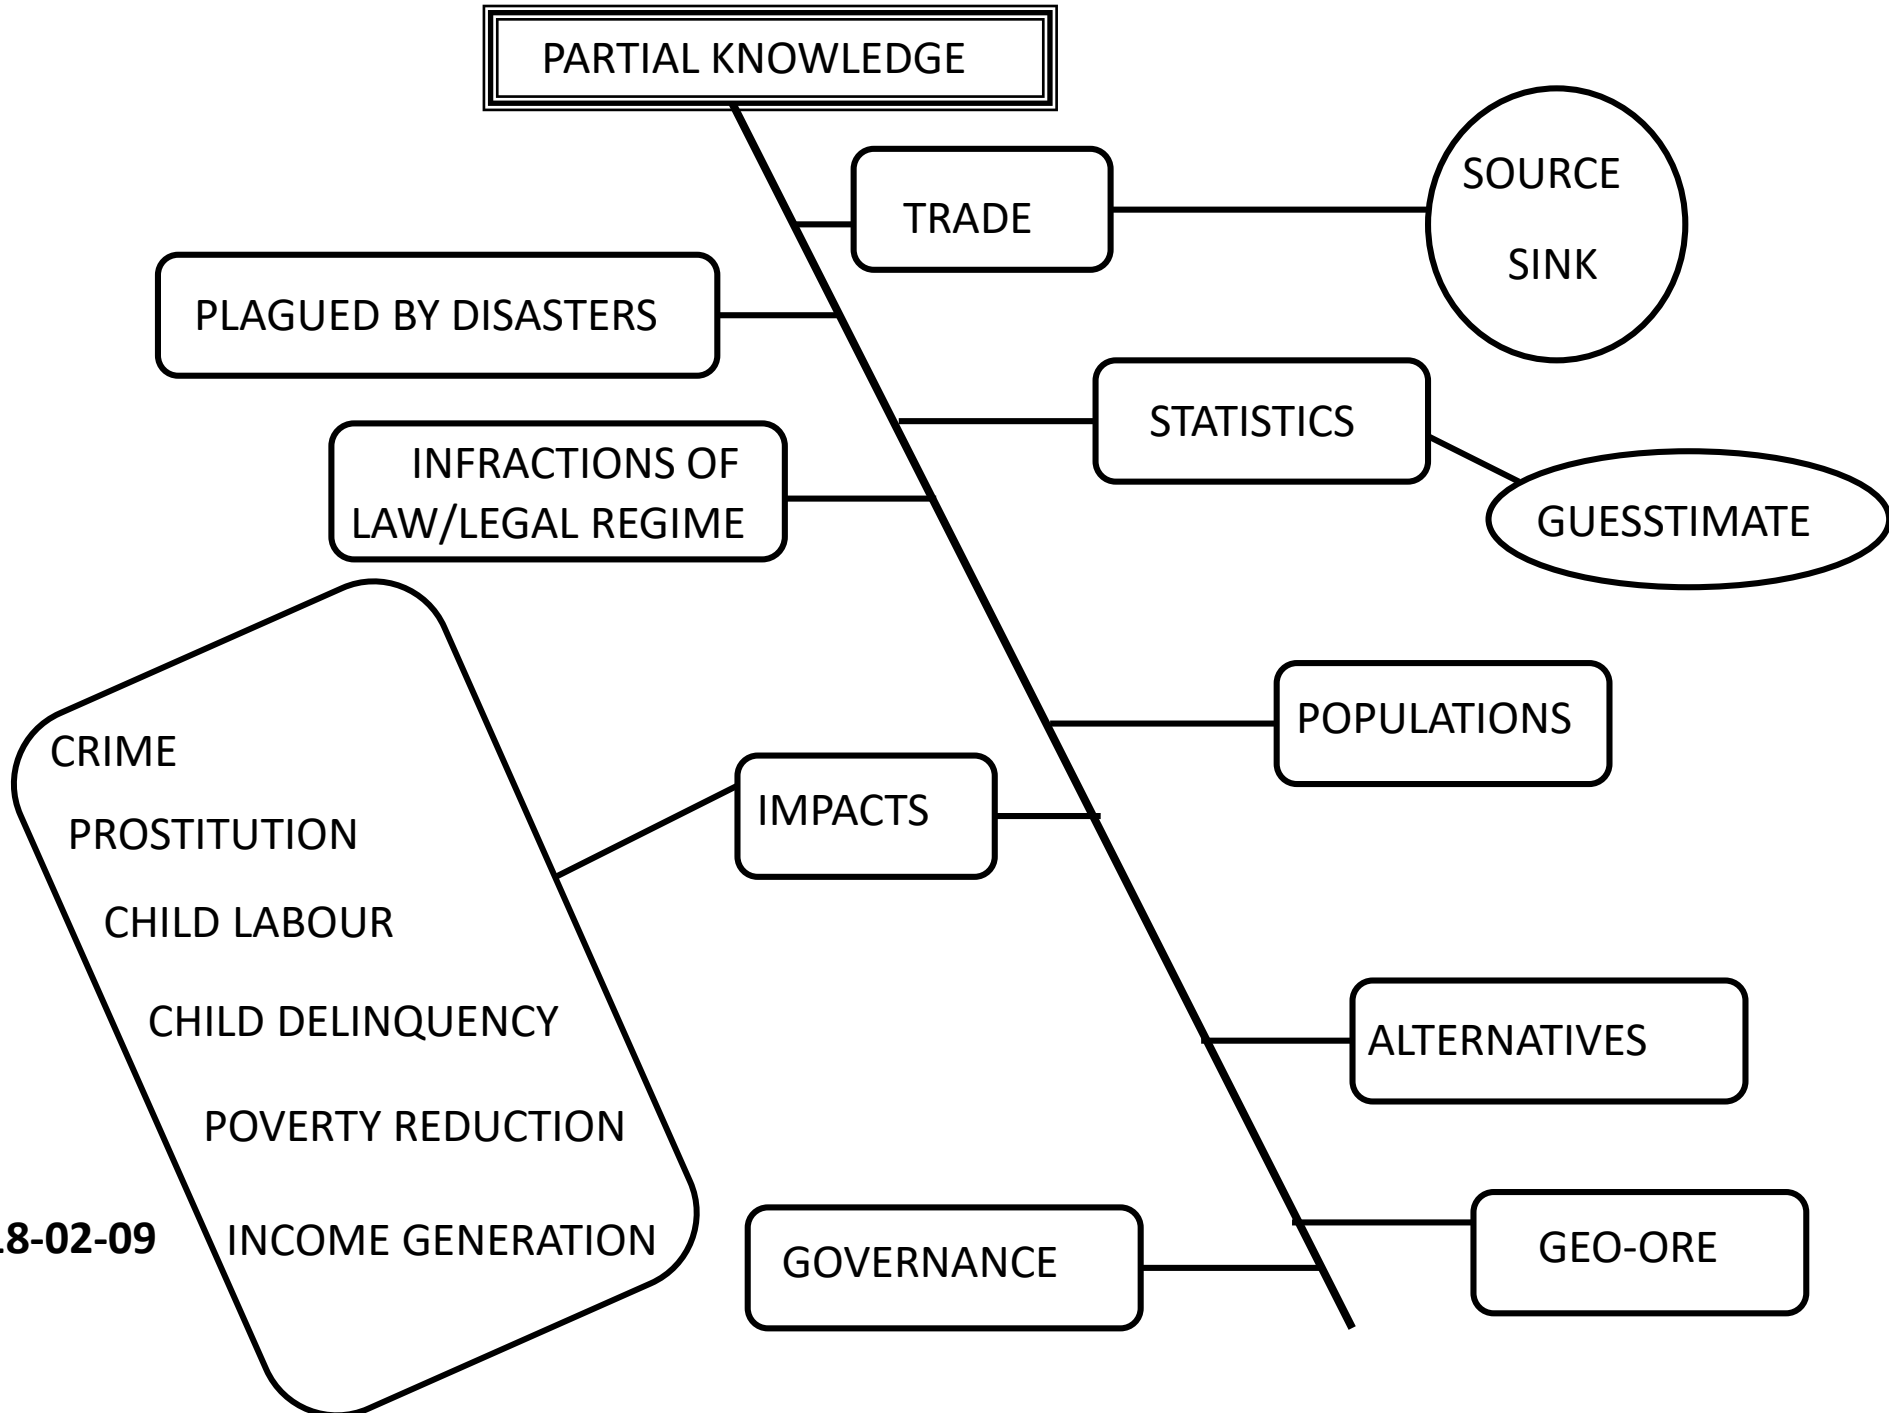 PARTIAL KNOWLEDGE
TRADE
SOURCE
SINK
PLAGUED BY DISASTERS
STATISTICS
GUESSTIMATE
INFRACTIONS OF
LAW/LEGAL REGIME
POPULATIONS
IMPACTS
CRIME
PROSTITUTION
CHILD LABOUR
CHILD DELINQUENCY
POVERTY REDUCTION
INCOME GENERATION
ALTERNATIVES
GEO-ORE
GOVERNANCE
8-02-09